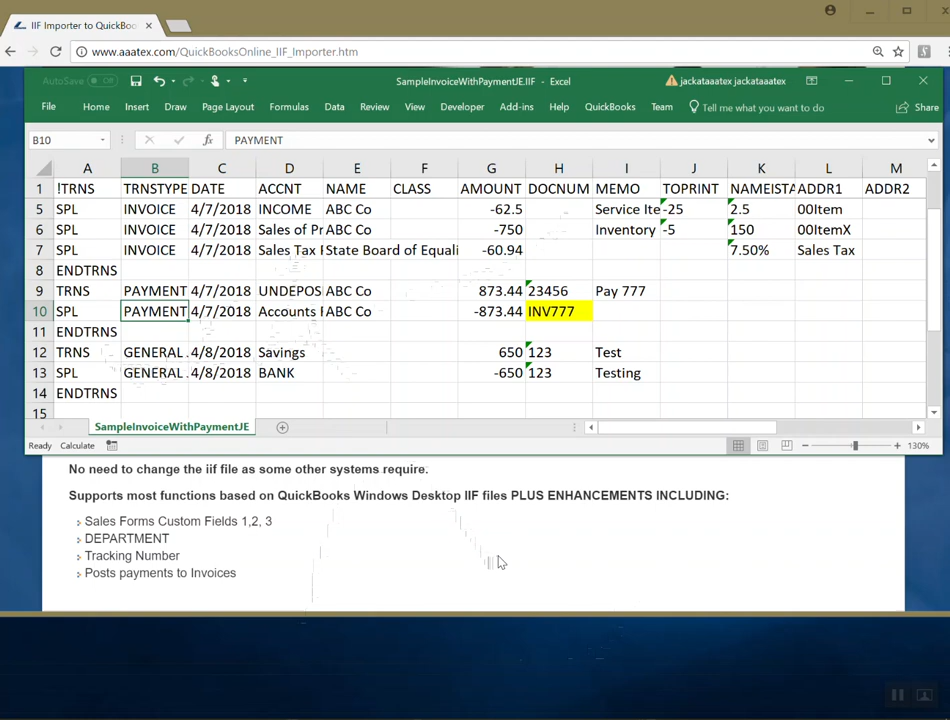 IIF Importer to QuickBoo
www.aaatex.com/QuickBooksOnline_IIF_Importer.htm
AutoSave Off SampleInvoiceWithPaymentJE.IIF - Excel jackataaatex jackataaatex
File Home Insert Draw Page Layout Formulas Data Review View Developer Add-ins Help QuickBooks Team Tell me what you want to do Share
B10 fx PAYMENT
A B C D E F G H I J K L M
1 !TRNS TRNSTYPE DATE ACCNT NAME CLASS AMOUNT DOCNUM MEMO TOPRINT NAMEISTA ADDR1 ADDR2
5 SPL INVOICE 4/7/2018 INCOME ABC Co -62.5 Service Ite -25 2.5 00Item
6 SPL INVOICE 4/7/2018 Sales of Pr ABC Co -750 Inventory -5 150 00ItemX
7 SPL INVOICE 4/7/2018 Sales Tax State Board of Equali -60.94 7.50% Sales Tax
8 ENDTRNS
9 TRNS PAYMENT 4/7/2018 UNDEPOS ABC Co 873.44 23456 Pay 777
10 SPL PAYMENT 4/7/2018 Accounts ABC Co -873.44 INV777
11 ENDTRNS
12 TRNS GENERAL 4/8/2018 Savings 650 123 Test
13 SPL GENERAL 4/8/2018 BANK -650 123 Testing
14 ENDTRNS
15
SampleInvoiceWithPaymentJE
Ready Calculate 130%
No need to change the iif file as some other systems require.
Supports most functions based on QuickBooks Windows Desktop IIF files PLUS ENHANCEMENTS INCLUDING:
Sales Forms Custom Fields 1,2, 3
DEPARTMENT
Tracking Number
Posts payments to Invoices